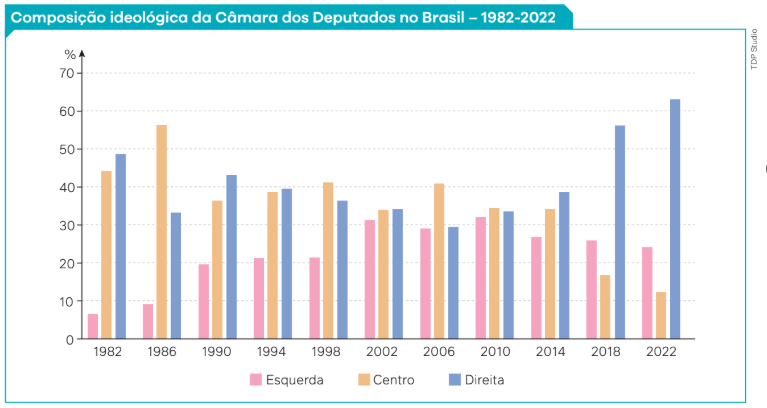 Composição ideológica da Câmara dos Deputados no Brasil – 1982-2022
TDP Studio
%
70
60
50
40
30
20
10
0
1982 1986 1990 1994 1998 2002 2006 2010 2014 2018 2022
Esquerda Centro Direita